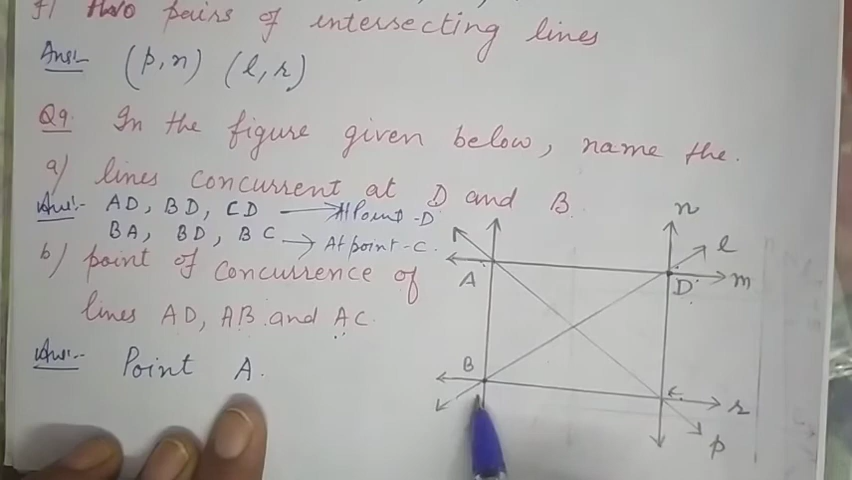 f) two pairs of intersecting lines
Ans:- (p,n) (l,r)
Q9. In the figure given below, name the.
a) lines concurrent at D and B.
Ans:- AD, BD, CD → At Point-D
BA, BD, BC → At point-C.
b) point of concurrence of
lines AD, AB and AC.
Ans:- Point A.
n
l
A
D
m
B
C
r
p